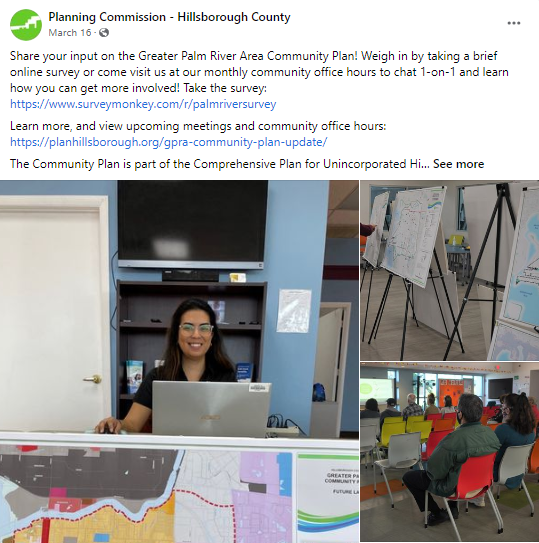 Planning Commission - Hillsborough County
March 16 ·
Share your input on the Greater Palm River Area Community Plan! Weigh in by taking a brief
online survey or come visit us at our monthly community office hours to chat 1-on-1 and learn
how you can get more involved! Take the survey:
https://www.surveymonkey.com/r/palmriversurvey
Learn more, and view upcoming meetings and community office hours:
https://planhillsborough.org/gpra-community-plan-update/
The Community Plan is part of the Comprehensive Plan for Unincorporated Hi... See more
GREATER PA
COMMUNITY P
FUTURE LA